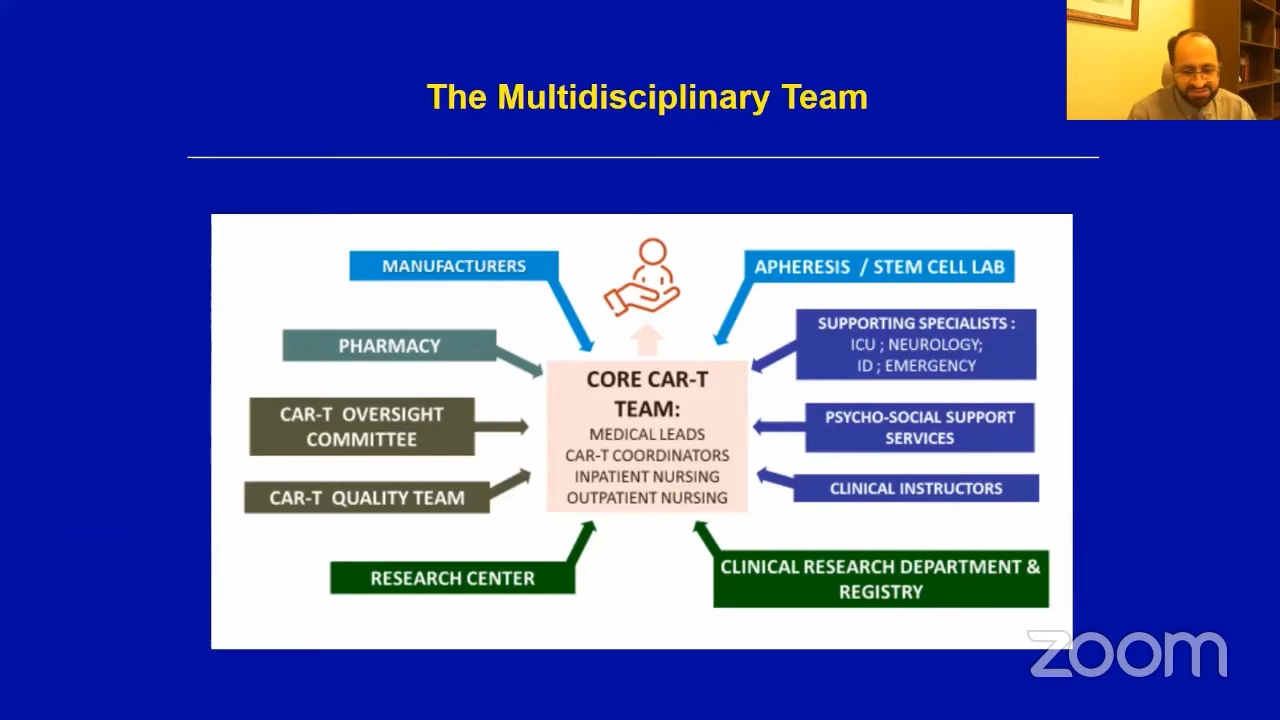 The Multidisciplinary Team
MANUFACTURERS
APHERESIS / STEM CELL LAB
PHARMACY
SUPPORTING SPECIALISTS :
ICU ; NEUROLOGY;
ID ; EMERGENCY
CORE CAR-T
TEAM:
MEDICAL LEADS
CAR-T COORDINATORS
INPATIENT NURSING
OUTPATIENT NURSING
CAR-T OVERSIGHT
COMMITTEE
PSYCHO-SOCIAL SUPPORT
SERVICES
CAR-T QUALITY TEAM
CLINICAL INSTRUCTORS
RESEARCH CENTER
CLINICAL RESEARCH DEPARTMENT &
REGISTRY
zoom